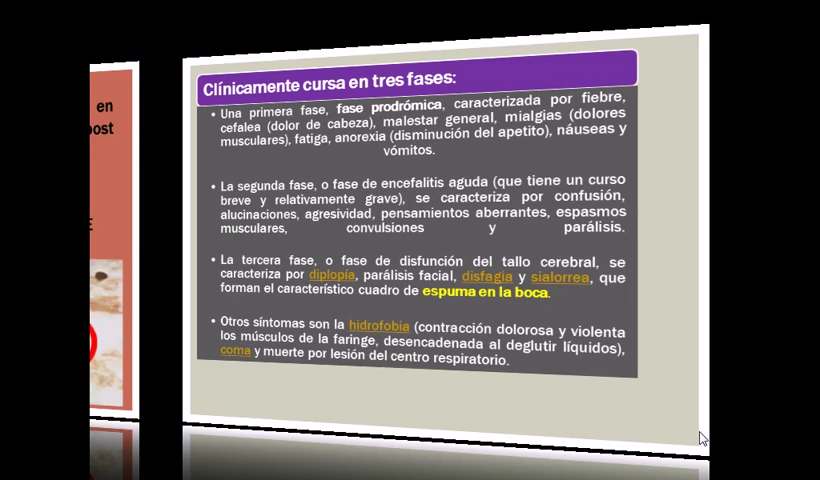 en
post
Clínicamente cursa en tres fases:
• Una primera fase, fase prodrómica, caracterizada por fiebre,
cefalea (dolor de cabeza), malestar general, mialgias (dolores
musculares), fatiga, anorexia (disminución del apetito), náuseas y
vómitos.
• La segunda fase, o fase de encefalitis aguda (que tiene un curso
breve y relativamente grave), se caracteriza por confusión,
alucinaciones, agresividad, pensamientos aberrantes, espasmos
musculares, convulsiones y parálisis.
• La tercera fase, o fase de disfunción del tallo cerebral, se
caracteriza por diplopía, parálisis facial, disfagia y sialorrea, que
forman el característico cuadro de espuma en la boca.
• Otros síntomas son la hidrofobia (contracción dolorosa y violenta
los músculos de la faringe, desencadenada al deglutir líquidos),
coma y muerte por lesión del centro respiratorio.